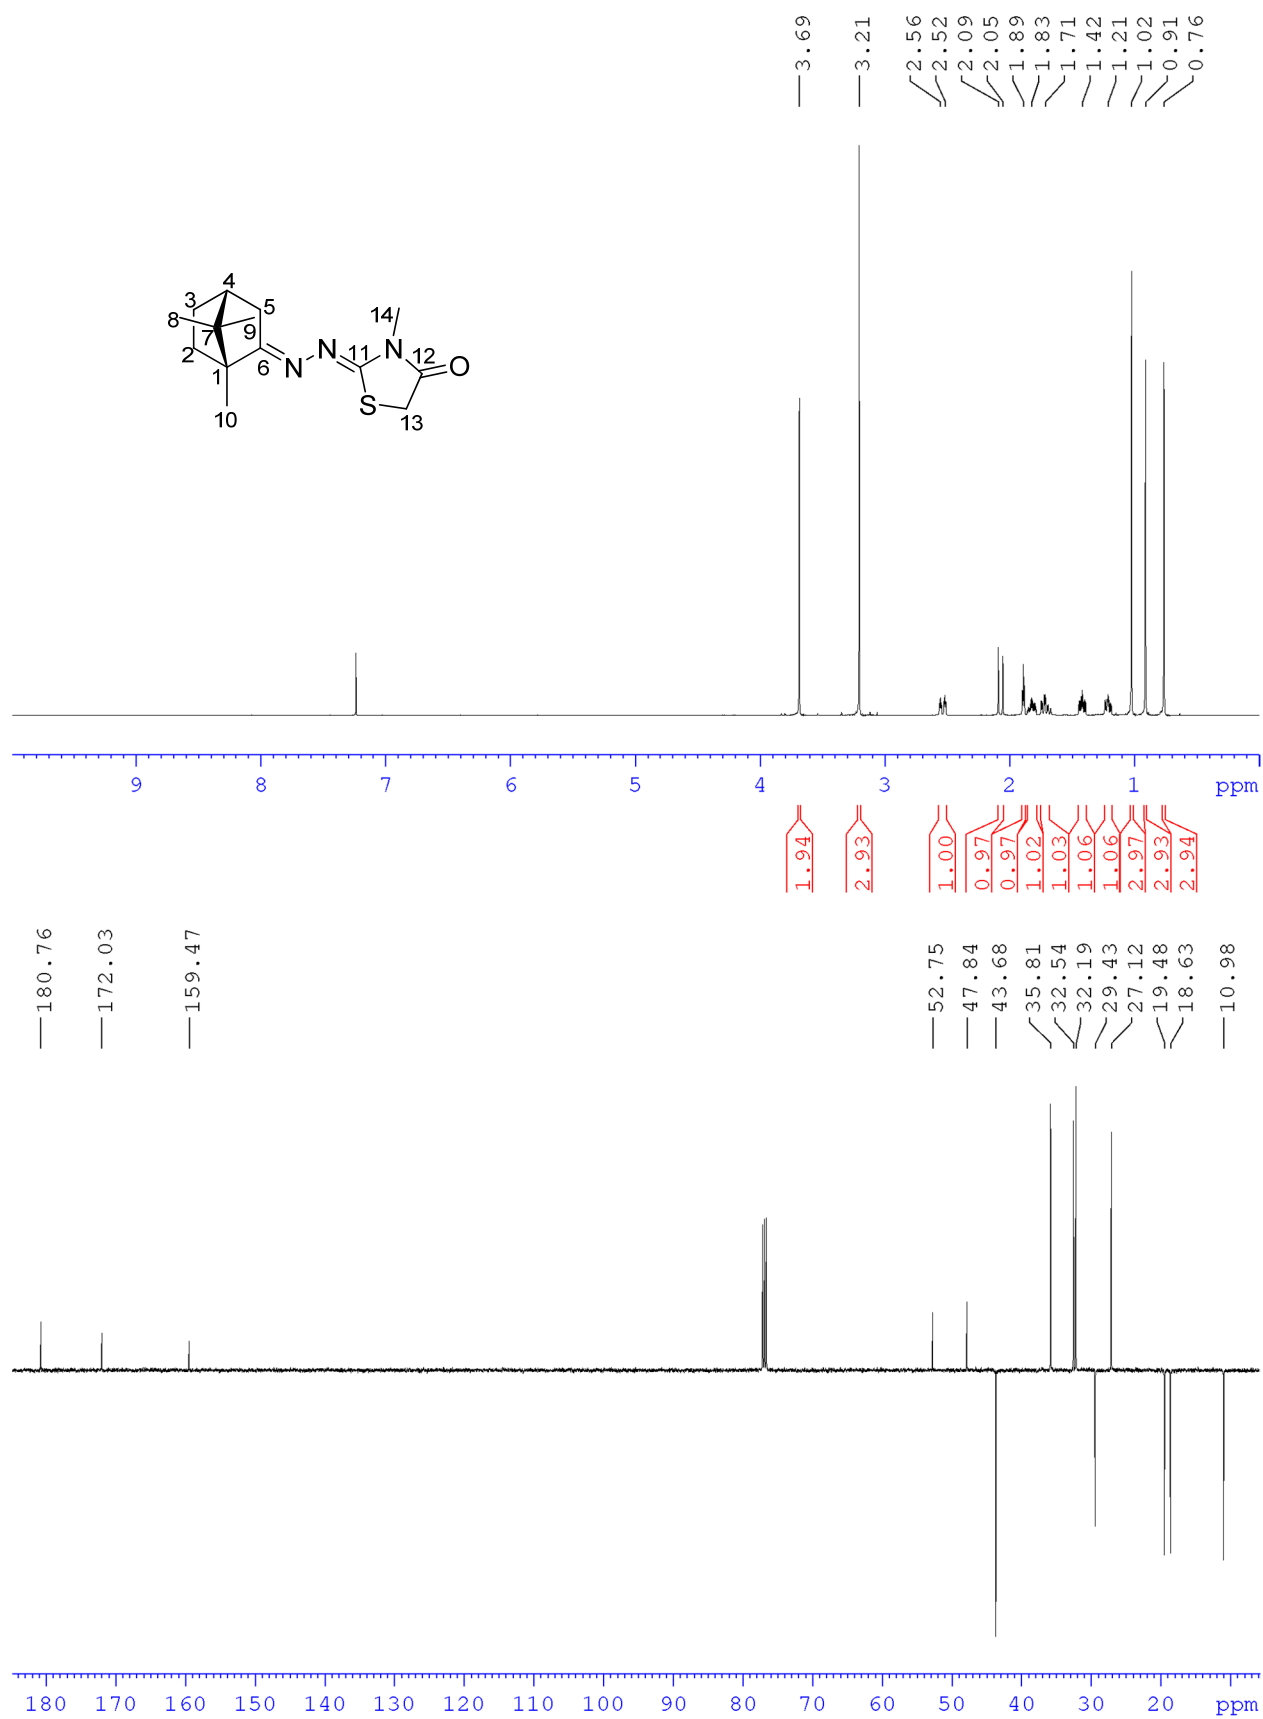 3.69 3.21 2.56 2.52 2.09 2.05 1.89 1.83 1.71 1.42 1.21 1.02 0.91 0.76
4
3 5
8 7 9 14
2 N N 11 N 12 O
1 6 N
10 S 13
9 8 7 6 5 4 3 2 1 ppm
1.94 2.93 1.00 0.97 0.97 1.02 1.03 1.06 1.06 2.97 2.93 2.94
180.76 172.03 159.47 52.75 47.84 43.68 35.81 32.54 32.19 29.43 27.12 19.48 18.63 10.98
180 170 160 150 140 130 120 110 100 90 80 70 60 50 40 30 20 ppm